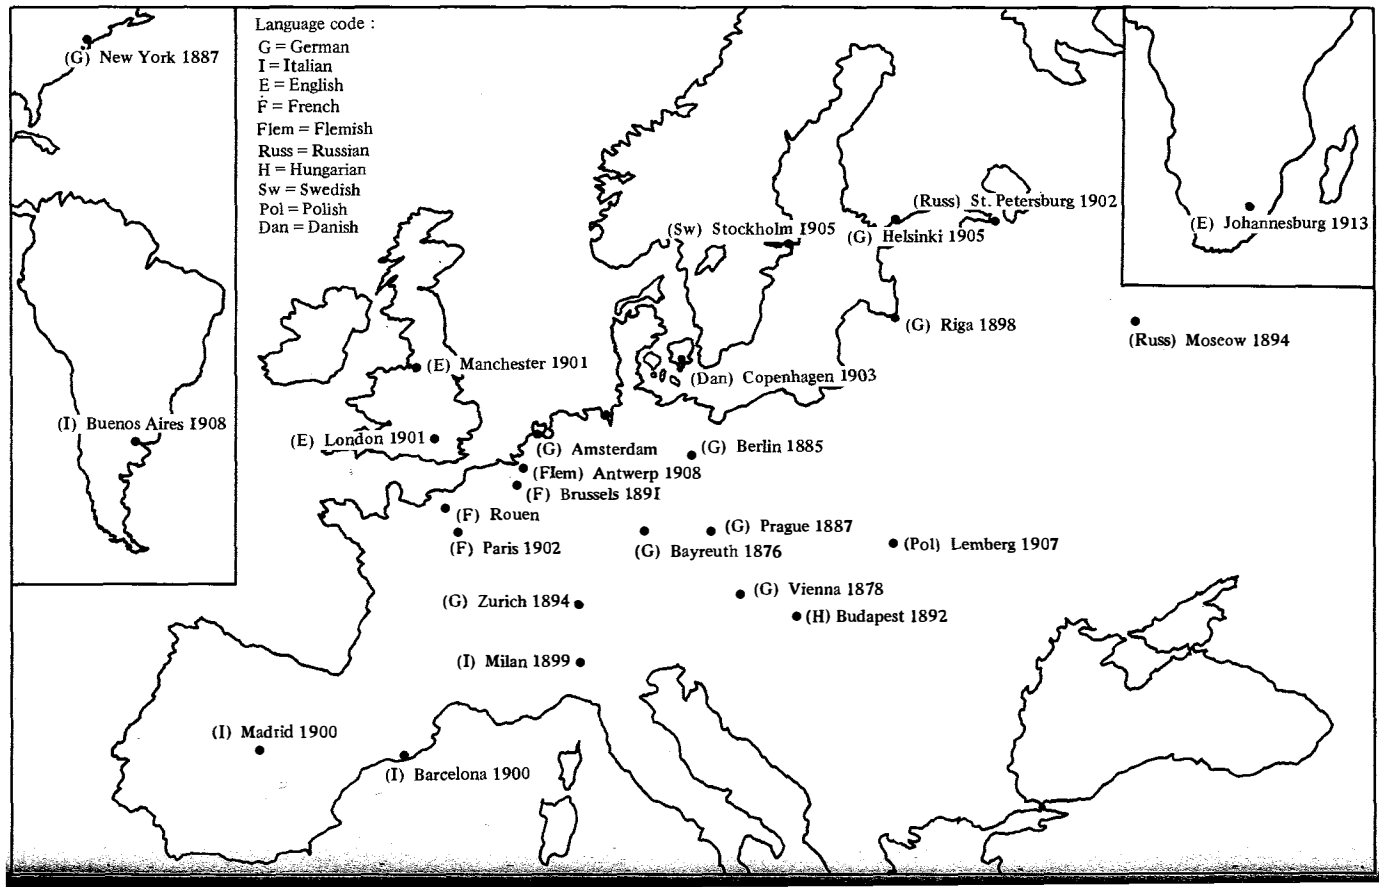 (G) New York 1887
Language code :
G = German
I = Italian
E = English
F = French
Flem = Flemish
Russ = Russian
H = Hungarian
Sw = Swedish
Pol = Polish
Dan = Danish
(Russ) St. Petersburg 1902
(Sw) Stockholm 1905
(G) Helsinki 1905
(E) Johannesburg 1913
(G) Riga 1898
(Russ) Moscow 1894
(E) Manchester 1901
(Dan) Copenhagen 1903
(I) Buenos Aires 1908
(E) London 1901
(G) Amsterdam
(G) Berlin 1885
(Flem) Antwerp 1908
(F) Brussels 1891
(F) Rouen
(G) Prague 1887
(F) Paris 1902
(G) Bayreuth 1876
(Pol) Lemberg 1907
(G) Zurich 1894
(G) Vienna 1878
(H) Budapest 1892
(I) Milan 1899
(I) Madrid 1900
(I) Barcelona 1900